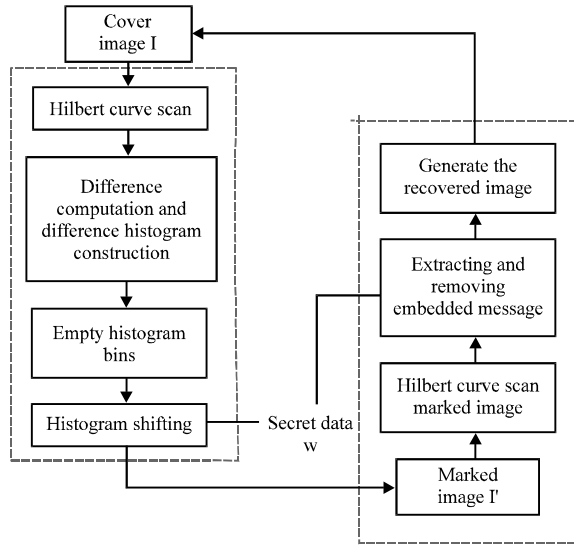 Cover
image I
Hilbert curve scan
Difference
computation and
difference histogram
construction
Empty histogram
bins
Histogram shifting
Secret data
w
Generate the
recovered image
Extracting and
removing
embedded message
Hilbert curve scan
marked image
Marked
image I'